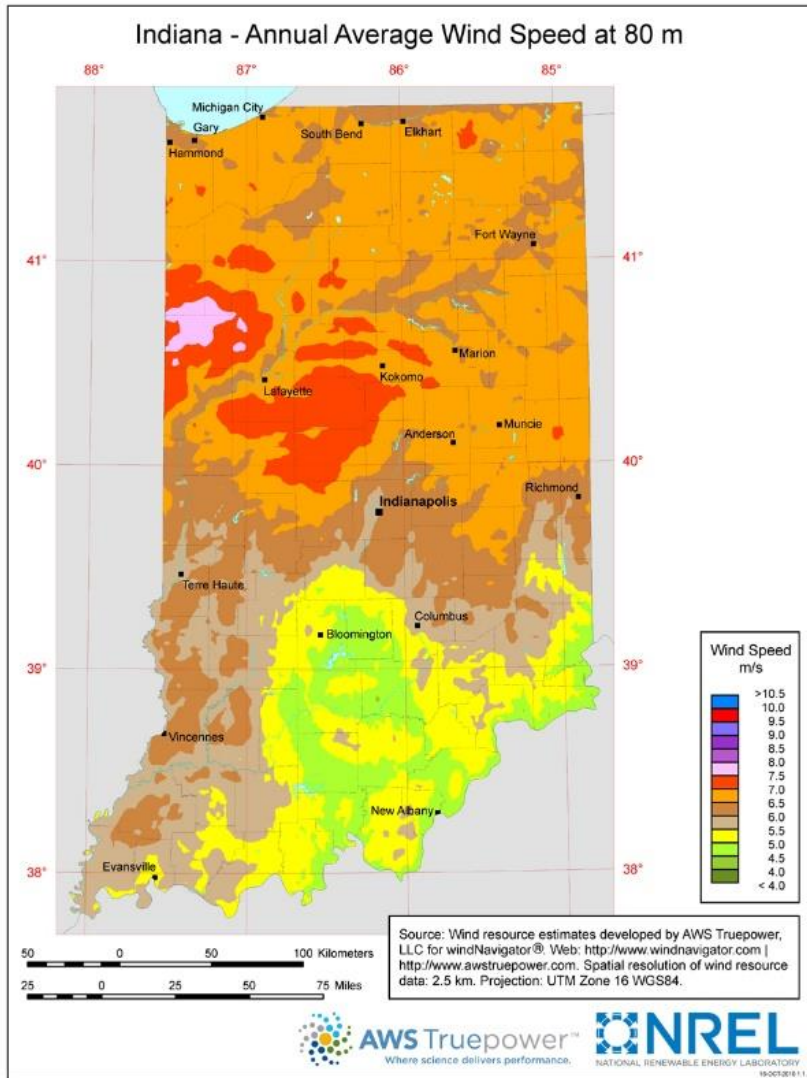 Indiana - Annual Average Wind Speed at 80 m
88°
87°
86°
85°
Michigan City
Gary
Hammond
South Bend
Elkhart
Fort Wayne
41°
41°
Marion
Kokomo
Lafayette
Muncie
Anderson
40°
40°
Richmond
Indianapolis
Terre Haute
Columbus
Bloomington
39°
39°
Vincennes
New Albany
38°
38°
Evansville
Wind Speed
m/s
>10.5
10.0
9.5
9.0
8.5
8.0
7.5
7.0
6.5
6.0
5.5
5.0
4.5
4.0
< 4.0
50 0 50 100 Kilometers
25 0 25 50 75 Miles
Source: Wind resource estimates developed by AWS Truepower,
LLC for windNavigator®. Web: http://www.windnavigator.com |
http://www.awstruepower.com. Spatial resolution of wind resource
data: 2.5 km. Projection: UTM Zone 16 WGS84.
AWS Truepower™
Where science delivers performance.
NREL
NATIONAL RENEWABLE ENERGY LABORATORY